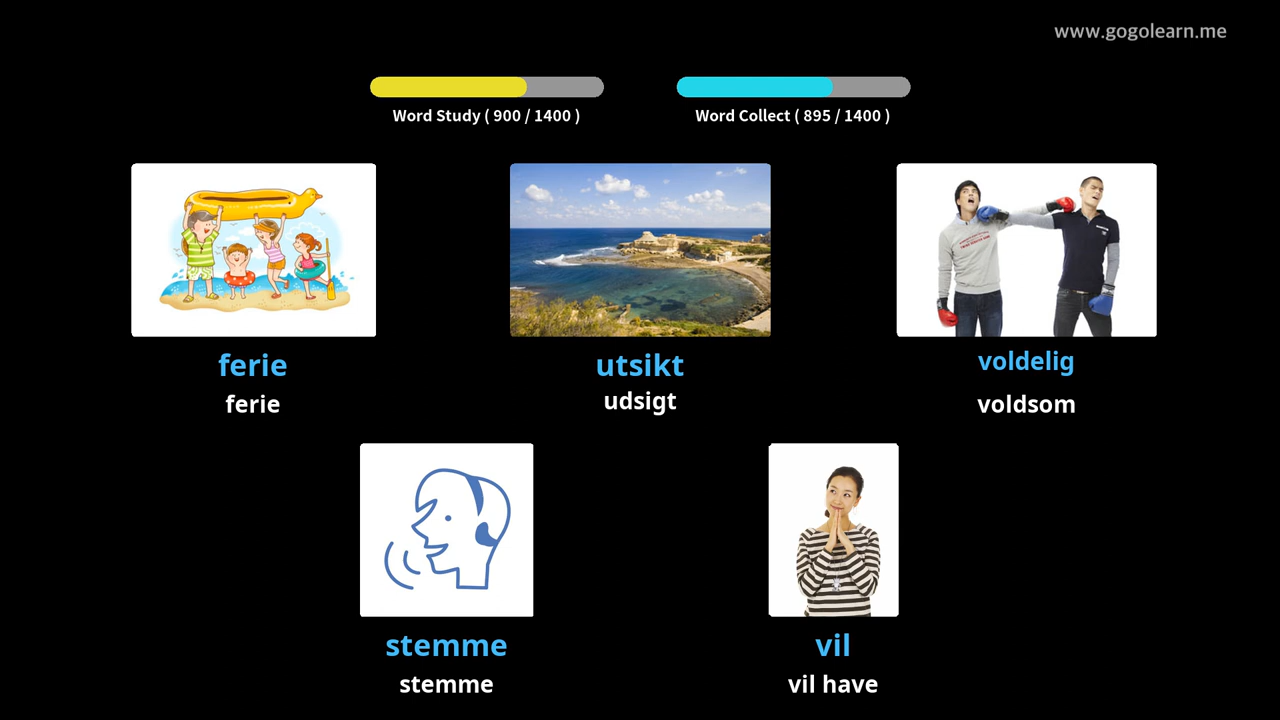 www.gogolearn.me
Word Study ( 900 / 1400 )
Word Collect ( 895 / 1400 )
ferie
ferie
utsikt
udsigt
voldelig
voldsom
stemme
stemme
vil
vil have